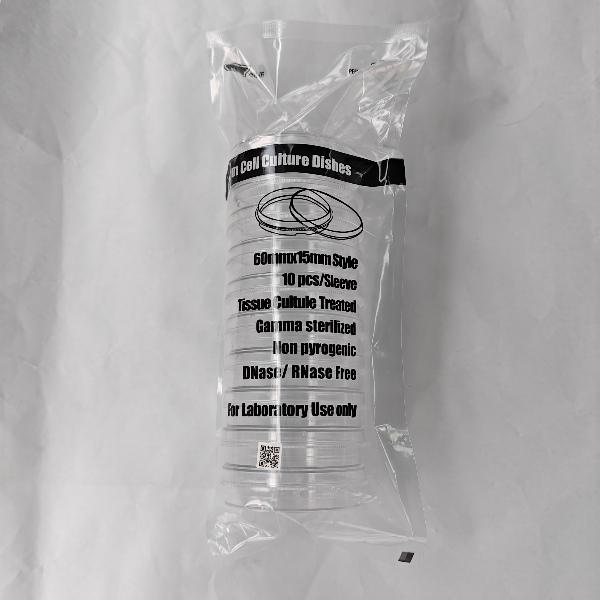 Cell Culture Dishes
60mmx15mm Style
10 pcs/Sleeve
Tissue Cultule Treated
Gamma sterilized
Non pyrogenic
DNase/ RNase Free
For Laboratory Use only